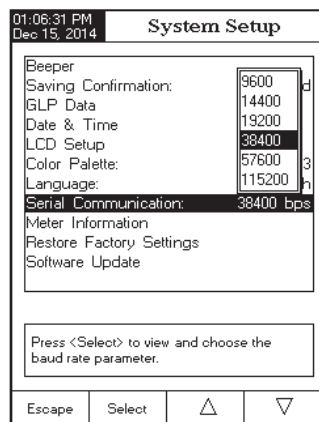 01:06:31 PM
Dec 15, 2014
System Setup
Beeper
Saving Confirmation: d
GLP Data
Date & Time
LCD Setup
Color Palette: 3
Language: h
9600
14400
19200
38400
57600
115200
Serial Communication: 38400 bps
Meter Information
Restore Factory Settings
Software Update
Press <Select> to view and choose the
baud rate parameter.
Escape Select